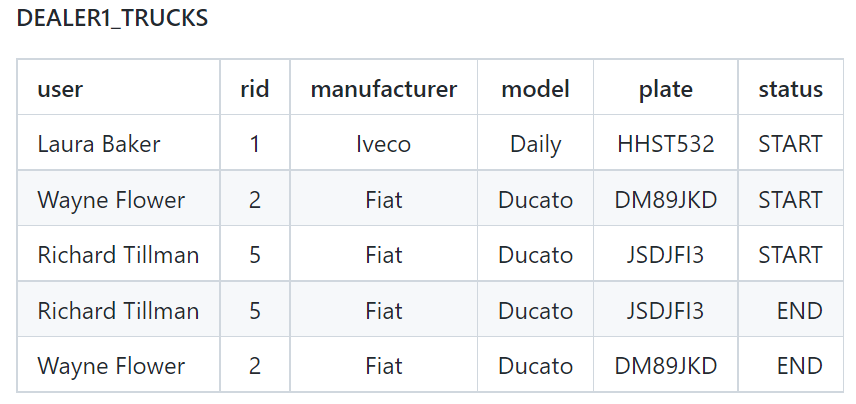 DEALER1_TRUCKS
user rid manufacturer model plate status
Laura Baker 1 Iveco Daily HHST532 START
Wayne Flower 2 Fiat Ducato DM89JKD START
Richard Tillman 5 Fiat Ducato JSDJFI3 START
Richard Tillman 5 Fiat Ducato JSDJFI3 END
Wayne Flower 2 Fiat Ducato DM89JKD END